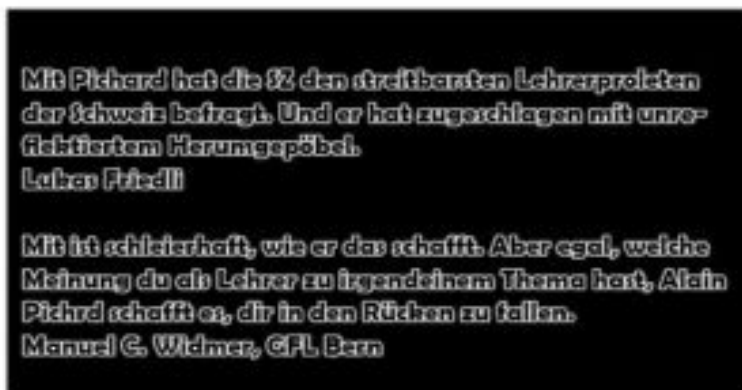 Mit Pichard hat die SZ den streitbarsten Lehrerproleten
der Schweiz befragt. Und er hat zugeschlagen mit unre-
flektiertem Herumgepöbel.
Lukas Friedli
Mit ist schleierhaft, wie er das schafft. Aber egal, welche
Meinung du als Lehrer zu irgendeinem Thema hast, Alain
Pichrd schafft es, dir in den Rücken zu fallen.
Manuel C. Widmer, GFL Bern